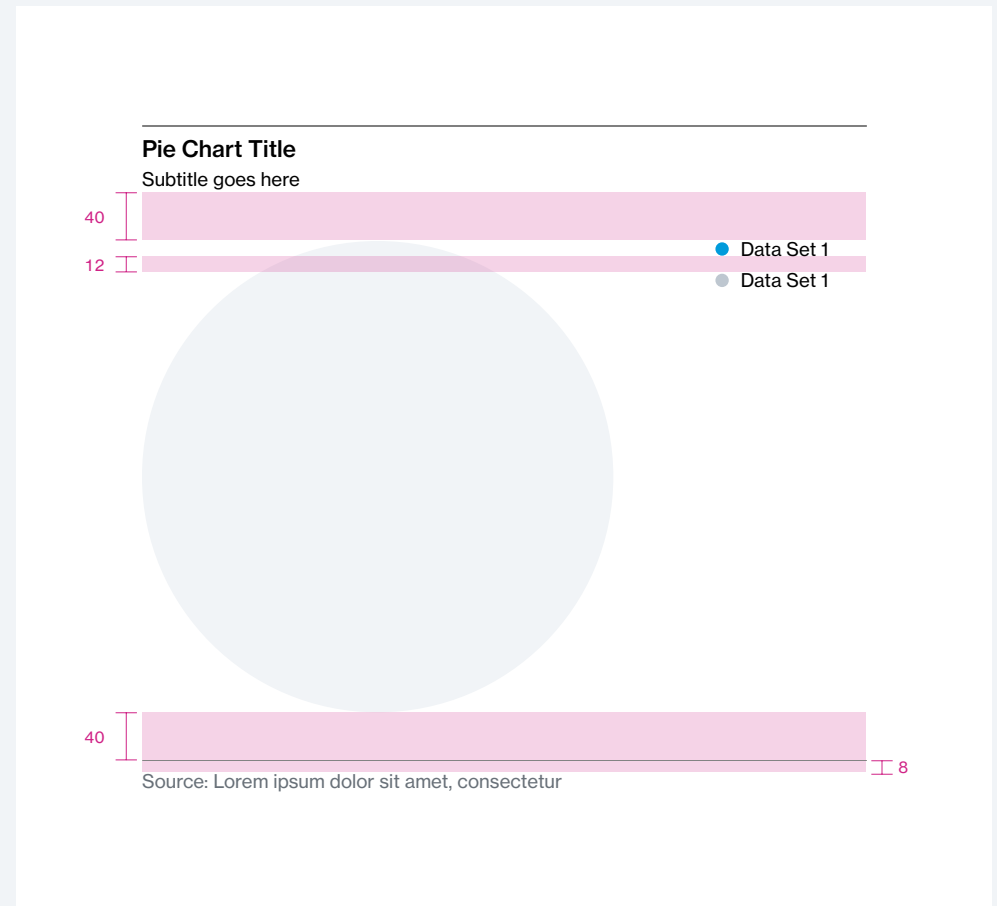 Pie Chart Title
Subtitle goes here
40
Data Set 1
12
Data Set 1
40
8
Source: Lorem ipsum dolor sit amet, consectetur